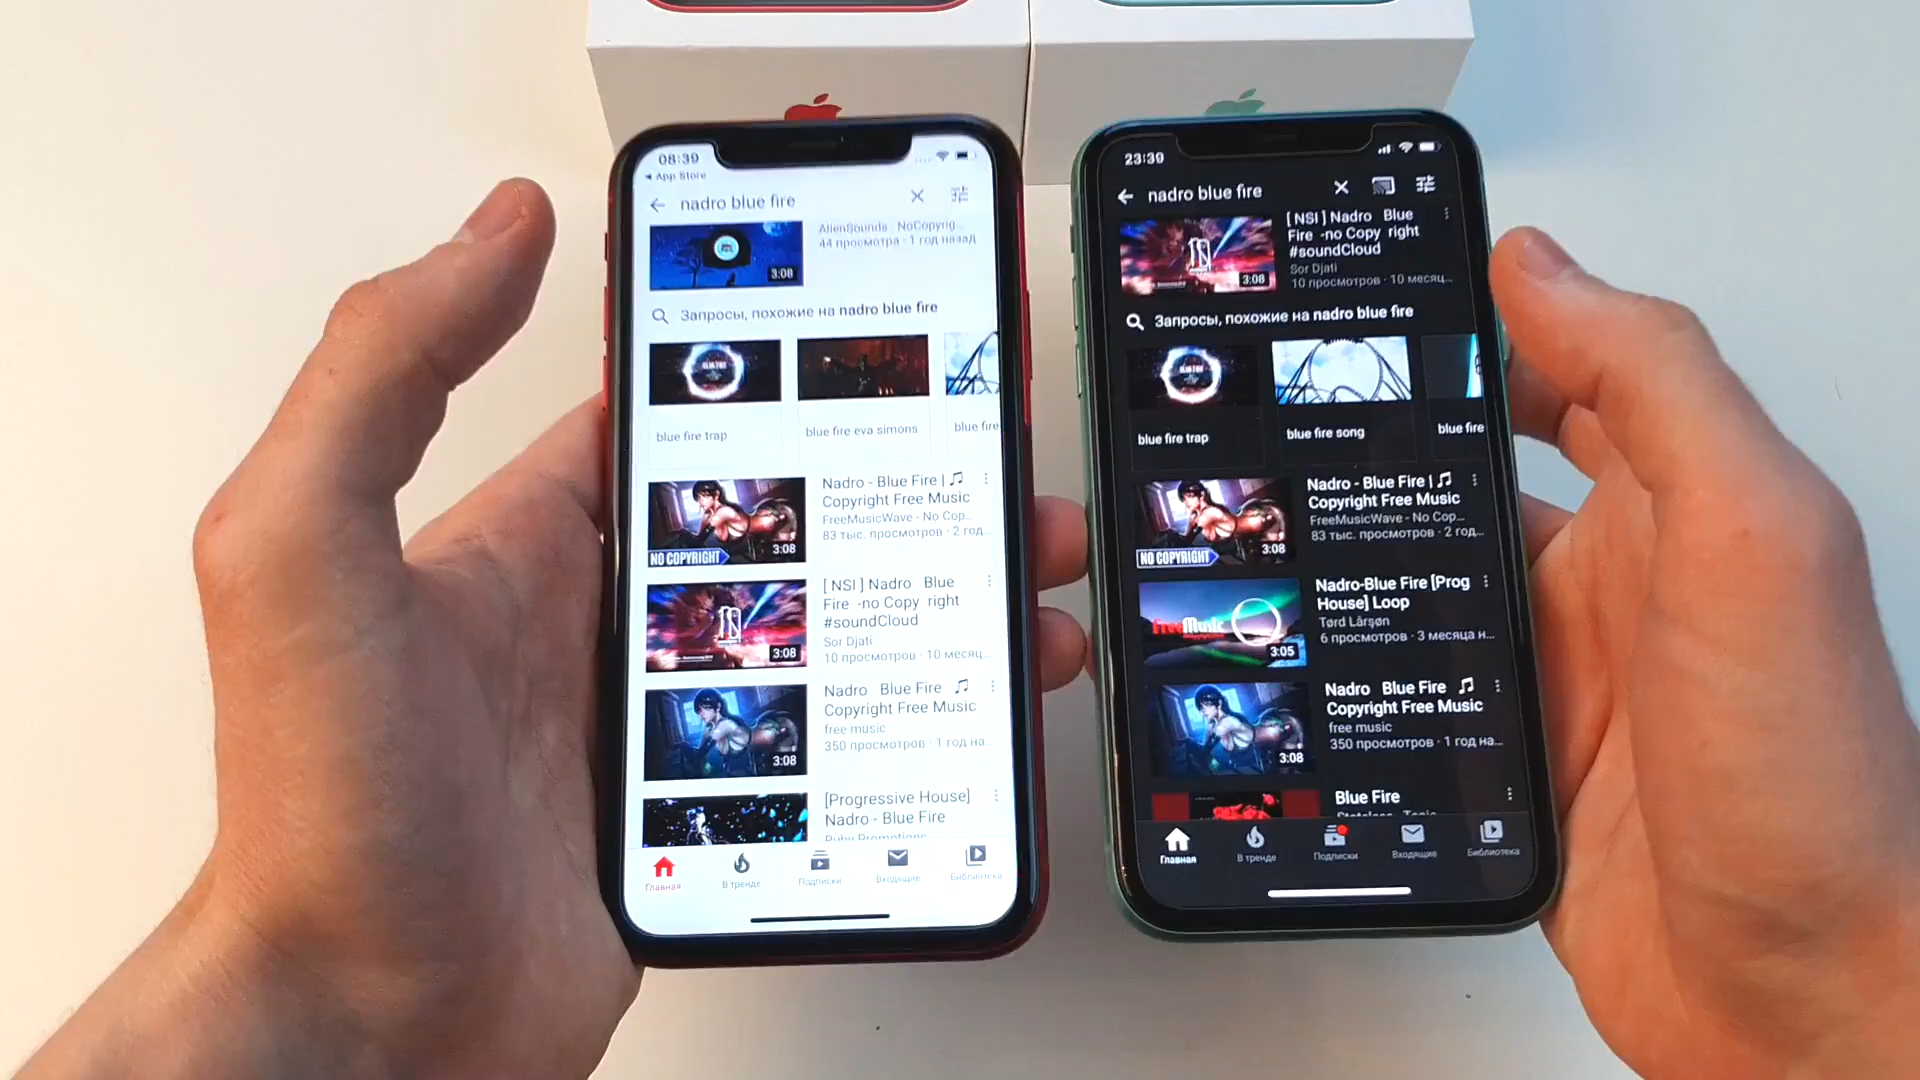 08:39
App Store
nadro blue fire
AlienSounds NoCopyrig...
44 просмотра · 1 год назад
3:08
Запросы, похожие на nadro blue fire
blue fire trap
blue fire eva simons
blue fire
Nadro - Blue Fire | 🎵
Copyright Free Music
FreeMusicWave - No Cop...
83 тыс. просмотров · 2 год...
NO COPYRIGHT
3:08
[ NSI ] Nadro Blue
Fire -no Copy right
#soundCloud
Sor Djati
10 просмотров · 10 месяц...
3:08
Nadro Blue Fire 🎵
Copyright Free Music
free music
350 просмотров · 1 год на...
3:08
[Progressive House]
Nadro - Blue Fire
Ruby Promotions
Главная
В тренде
Подписки
Входящие
Библиотека
23:39
nadro blue fire
[ NSI ] Nadro Blue
Fire -no Copy right
#soundCloud
Sor Djati
10 просмотров · 10 месяц...
3:08
Запросы, похожие на nadro blue fire
blue fire trap
blue fire song
blue fire
Nadro - Blue Fire | 🎵
Copyright Free Music
FreeMusicWave - No Cop...
83 тыс. просмотров · 2 год...
NO COPYRIGHT
3:08
Nadro-Blue Fire [Prog
House] Loop
Tørd Lårşøn
6 просмотров · 3 месяца н...
FreeMusic
3:05
Nadro Blue Fire 🎵
Copyright Free Music
free music
350 просмотров · 1 год на...
3:08
Blue Fire
Главная
В тренде
Подписки
Входящие
Библиотека